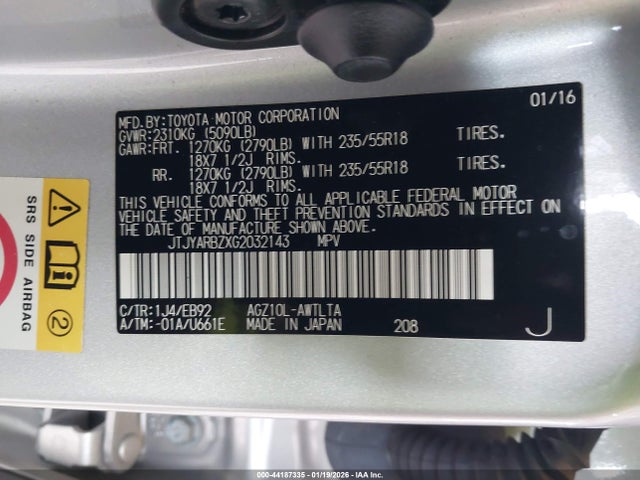 MFD.BY:TOYOTA MOTOR CORPORATION 01/16
GVWR:2310KG (5090LB)
GAWR:FRT. 1270KG (2790LB) WITH 235/55R18 TIRES.
18X7 1/2J RIMS.
RR. 1270KG (2790LB) WITH 235/55R18 TIRES.
18X7 1/2J RIMS.
THIS VEHICLE CONFORMS TO ALL APPLICABLE FEDERAL MOTOR
VEHICLE SAFETY AND THEFT PREVENTION STANDARDS IN EFFECT ON
THE DATE OF MANUFACTURE SHOWN ABOVE.
JTJYARBZXG2032143 MPV
C/TR:1J4/EB92 AGZ10L-AWTLTA
A/TM:-01A/U661E MADE IN JAPAN 208 J
SRS SIDE AIRBAG
2
000-44187335 - 01/19/2026 - IAA Inc.